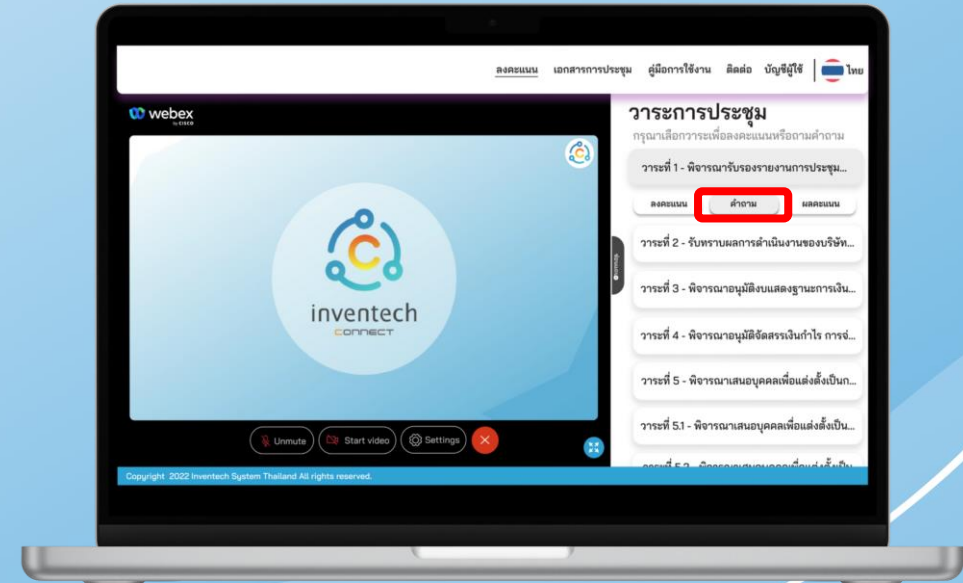 ลงคะแนน เอกสารการประชุม คู่มือการใช้งาน ติดต่อ บัญชีผู้ใช้ ไทย
webex
by CISCO
inventech
CONNECT
Unmute Start video Settings
Copyright 2022 Inventech System Thailand All rights reserved.
วาระการประชุม
กรุณาเลือกวาระเพื่อลงคะแนนหรือถามคำถาม
วาระที่ 1 - พิจารณารับรองรายงานการประชุม...
ลงคะแนน คำถาม ผลคะแนน
วาระที่ 2 - รับทราบผลการดำเนินงานของบริษัท...
วาระที่ 3 - พิจารณาอนุมัติงบแสดงฐานะการเงิน...
วาระที่ 4 - พิจารณาอนุมัติจัดสรรเงินกำไร การจ่...
วาระที่ 5 - พิจารณาเสนอบุคคลเพื่อแต่งตั้งเป็นก...
วาระที่ 5.1 - พิจารณาเสนอบุคคลเพื่อแต่งตั้งเป็น...